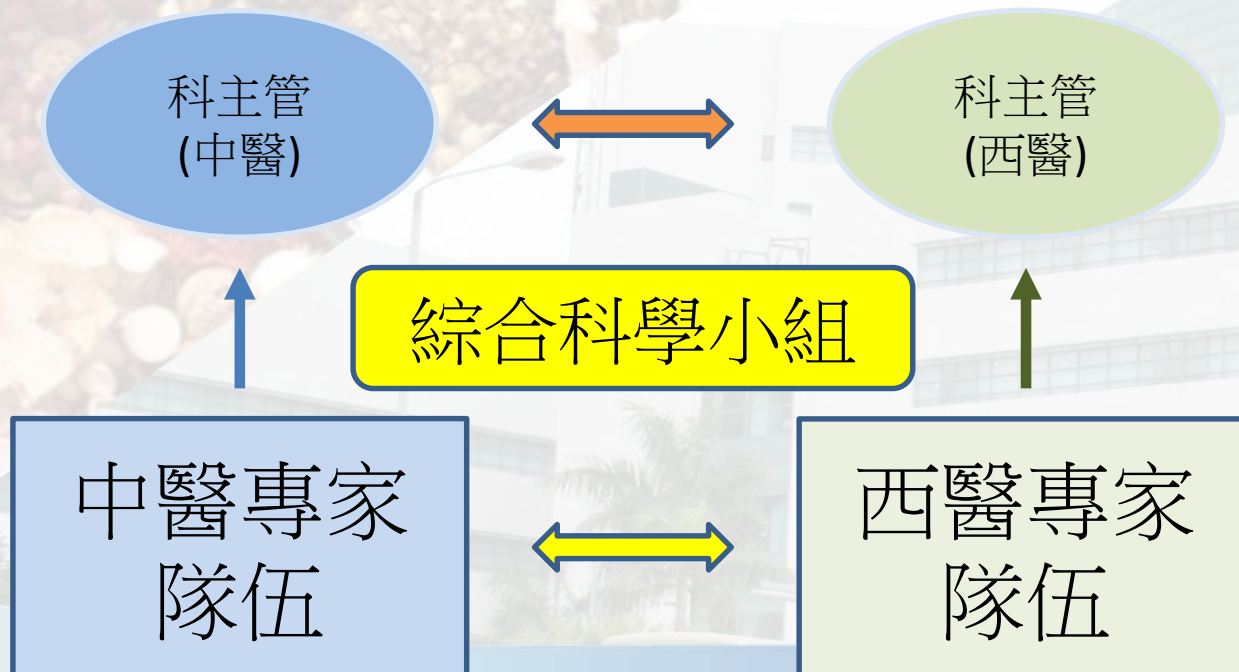 科主管
(中醫)
科主管
(西醫)
綜合科學小組
中醫專家
隊伍
西醫專家
隊伍